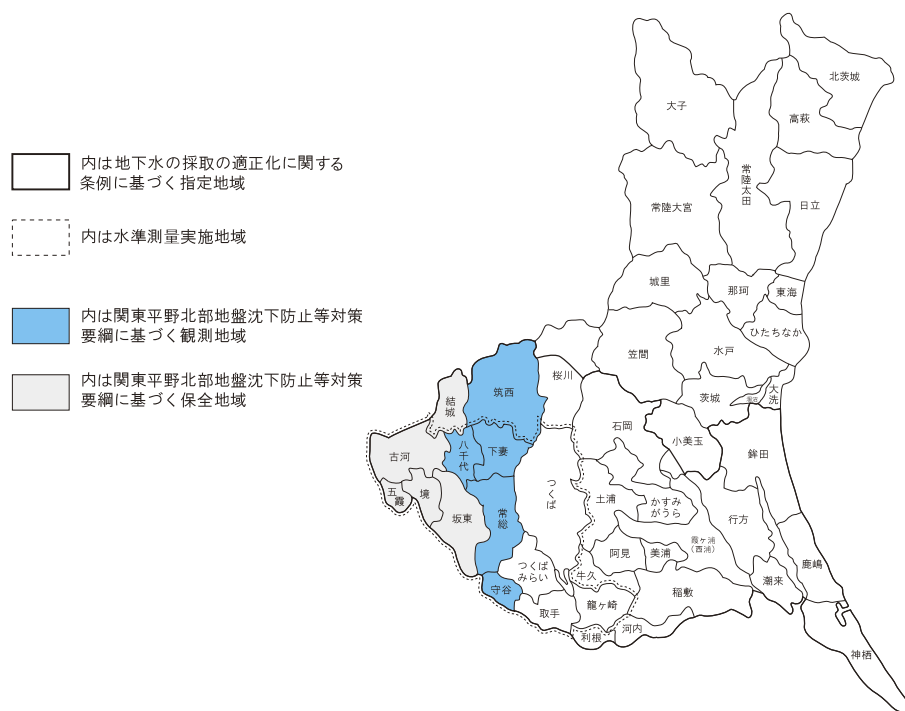 内は地下水の採取の適正化に関する
条例に基づく指定地域
内は水準測量実施地域
内は関東平野北部地盤沈下防止等対策
要綱に基づく観測地域
内は関東平野北部地盤沈下防止等対策
要綱に基づく保全地域
北茨城
大子
高萩
常陸太田
常陸大宮
日立
城里
那珂
東海
ひたちなか
水戸
笠間
桜川
筑西
茨城
大洗
結城
石岡
小美玉
古河
八千代
下妻
鉾田
五霞
境
つくば
土浦
かすみ
がうら
坂東
常総
行方
霞ヶ浦
(西浦)
阿見
美浦
つくば
みらい
牛久
鹿嶋
潮来
守谷
稲敷
取手
龍ヶ崎
利根
河内
神栖